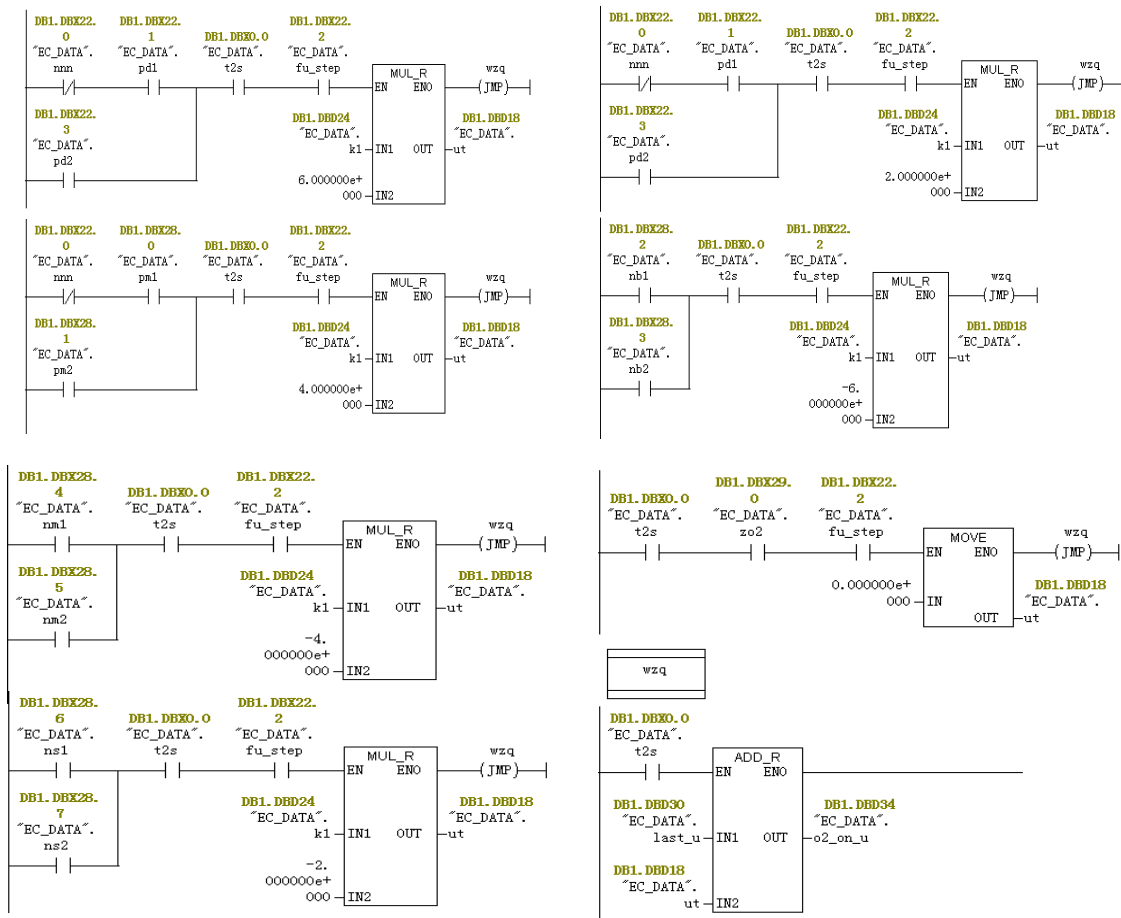 DB1.DBX22. DB1.DBX22. DB1.DBX22.
0 1 DB1.DBX0.0 2
"EC_DATA". "EC_DATA". "EC_DATA". "EC_DATA".
nnn pd1 t2s fu_step
MUL_R wzq
EN ENO (JMP)
DB1.DBX22. DB1.DBD24 DB1.DBD18
3 "EC_DATA". "EC_DATA".
"EC_DATA". k1 IN1 OUT ut
pd2
6.000000e+
000 IN2
DB1.DBX22. DB1.DBX22. DB1.DBX22.
0 1 DB1.DBX0.0 2
"EC_DATA". "EC_DATA". "EC_DATA". "EC_DATA".
nnn pd1 t2s fu_step
MUL_R wzq
EN ENO (JMP)
DB1.DBX22. DB1.DBD24 DB1.DBD18
3 "EC_DATA". "EC_DATA".
"EC_DATA". k1 IN1 OUT ut
pd2
2.000000e+
000 IN2
DB1.DBX22. DB1.DBX28. DB1.DBX22.
0 0 DB1.DBX0.0 2
"EC_DATA". "EC_DATA". "EC_DATA". "EC_DATA".
nnn pm1 t2s fu_step
MUL_R wzq
EN ENO (JMP)
DB1.DBX28. DB1.DBD24 DB1.DBD18
1 "EC_DATA". "EC_DATA".
"EC_DATA". k1 IN1 OUT ut
pm2
4.000000e+
000 IN2
DB1.DBX28. DB1.DBX22.
2 DB1.DBX0.0 2
"EC_DATA". "EC_DATA". "EC_DATA".
nb1 t2s fu_step
MUL_R wzq
EN ENO (JMP)
DB1.DBX28. DB1.DBD24 DB1.DBD18
3 "EC_DATA". "EC_DATA".
"EC_DATA". k1 IN1 OUT ut
nb2
-6.
000000e+
000 IN2
DB1.DBX28. DB1.DBX22.
4 DB1.DBX0.0 2
"EC_DATA". "EC_DATA". "EC_DATA".
nm1 t2s fu_step
MUL_R wzq
EN ENO (JMP)
DB1.DBX28. DB1.DBD24 DB1.DBD18
5 "EC_DATA". "EC_DATA".
"EC_DATA". k1 IN1 OUT ut
nm2
-4.
000000e+
000 IN2
DB1.DBX29. DB1.DBX22.
DB1.DBX0.0 0 2
"EC_DATA". "EC_DATA". "EC_DATA".
t2s zo2 fu_step
MOVE wzq
EN ENO (JMP)
0.000000e+ DB1.DBD18
000 IN "EC_DATA".
OUT ut
wzq
DB1.DBX28. DB1.DBX22.
6 DB1.DBX0.0 2
"EC_DATA". "EC_DATA". "EC_DATA".
ns1 t2s fu_step
MUL_R wzq
EN ENO (JMP)
DB1.DBX28. DB1.DBD24 DB1.DBD18
7 "EC_DATA". "EC_DATA".
"EC_DATA". k1 IN1 OUT ut
ns2
-2.
000000e+
000 IN2
DB1.DBX0.0
"EC_DATA".
t2s
ADD_R
EN ENO
DB1.DBD30 DB1.DBD34
"EC_DATA". "EC_DATA".
last_u IN1 OUT o2_on_u
DB1.DBD18
"EC_DATA".
ut IN2